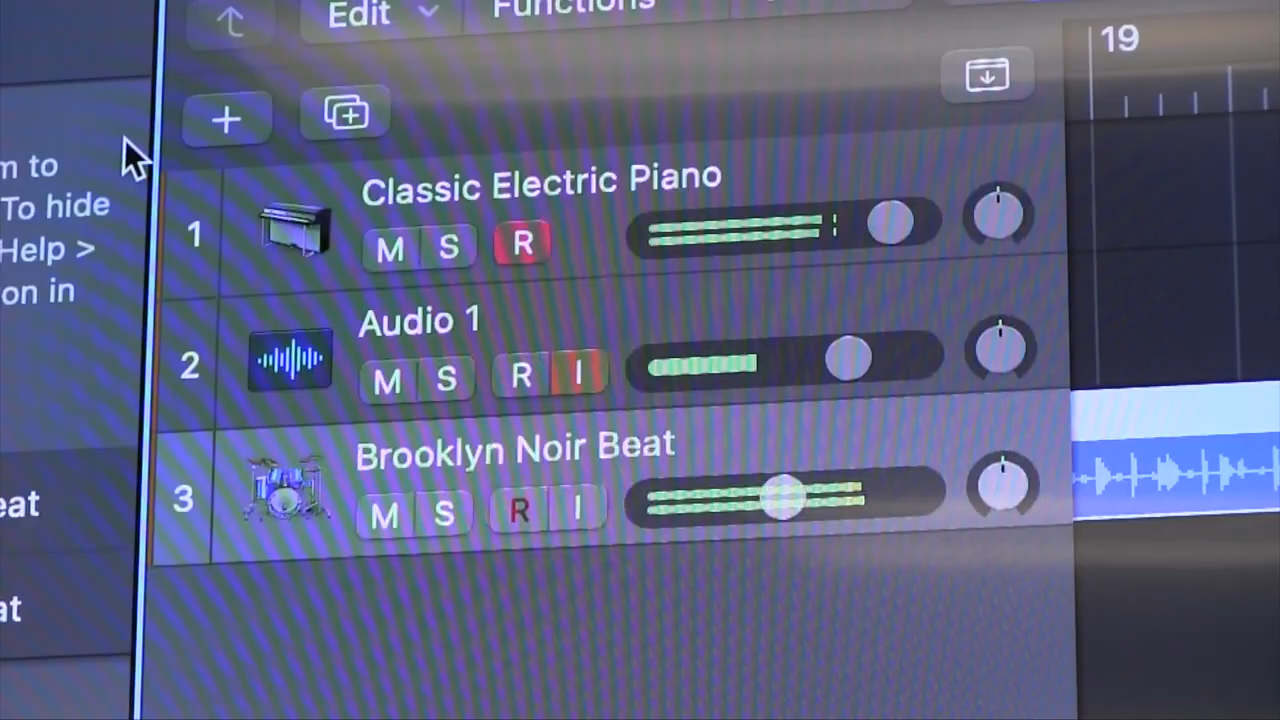 Edit
Functions
19
m to
To hide
Help >
on in
eat
at
1
Classic Electric Piano
M S R
2
Audio 1
M S R I
3
Brooklyn Noir Beat
M S R I